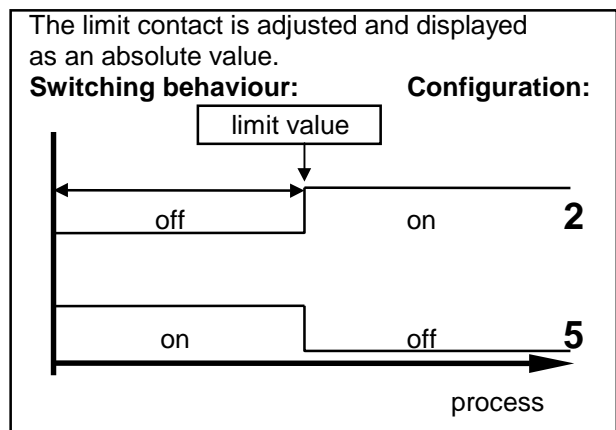 The limit contact is adjusted and displayed
as an absolute value.
Switching behaviour: Configuration:
limit value
off on 2
on off 5
process